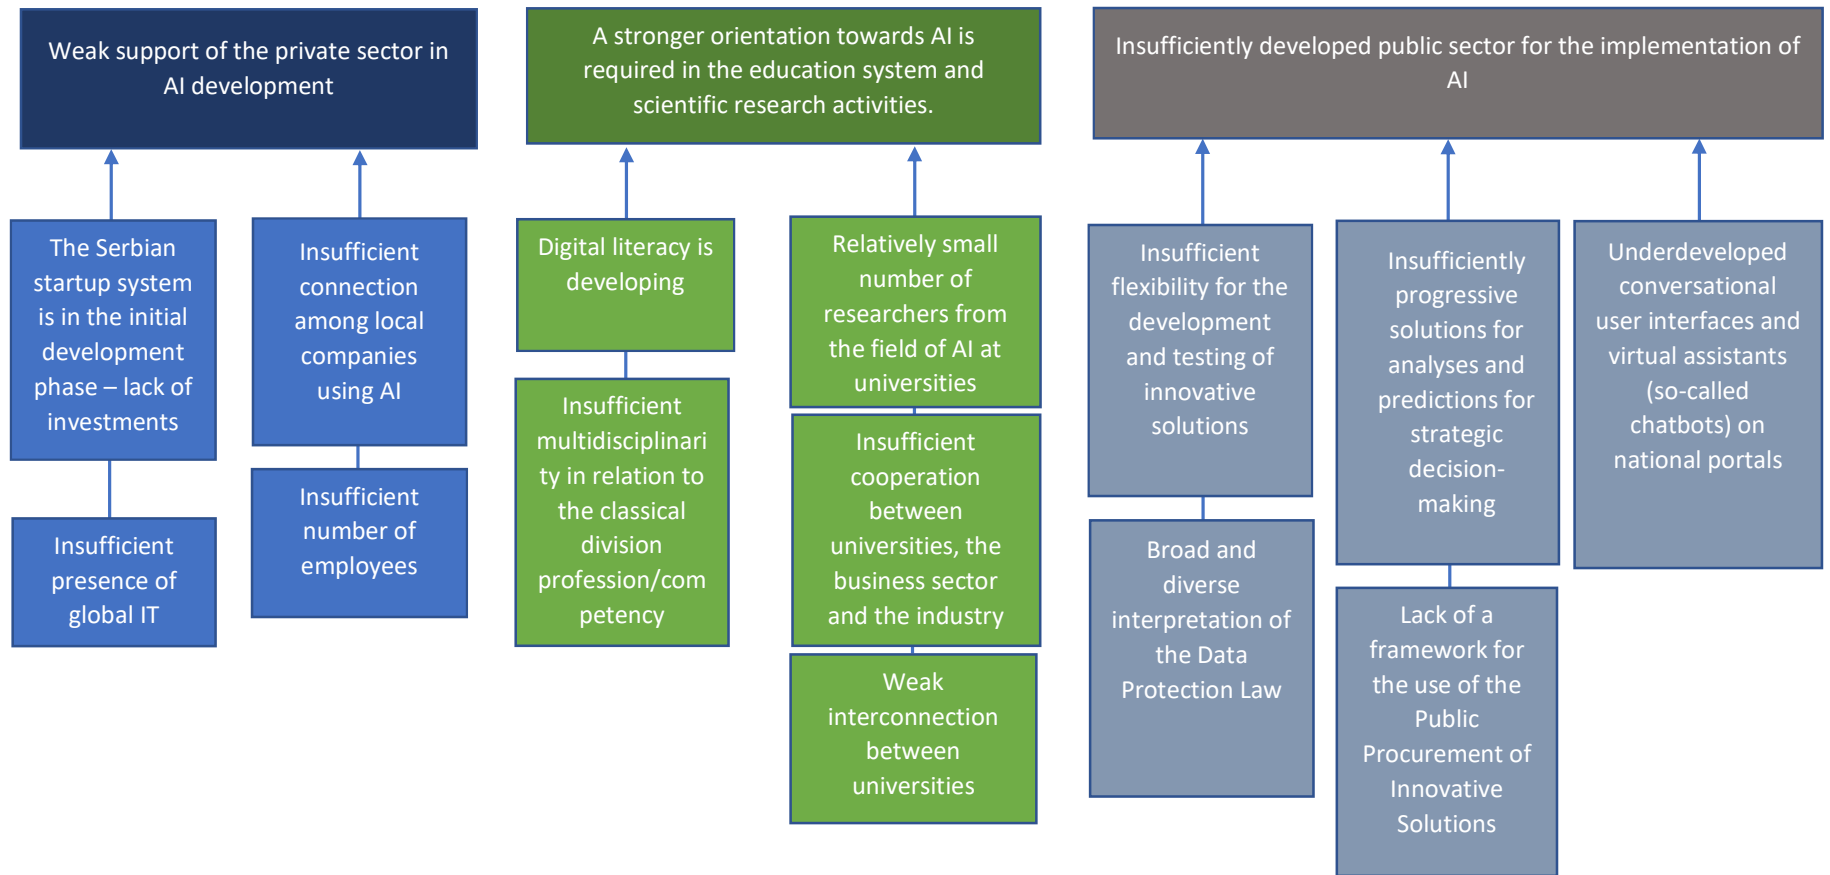 Weak support of the private sector in
AI development
A stronger orientation towards AI is
required in the education system and
scientific research activities.
Insufficiently developed public sector for the implementation of
AI
The Serbian
startup system
is in the initial
development
phase – lack of
investments
Insufficient
presence of
global IT
Insufficient
connection
among local
companies
using AI
Insufficient
number of
employees
Digital literacy is
developing
Insufficient
multidisciplinari
ty in relation to
the classical
division
profession/com
petency
Relatively small
number of
researchers from
the field of AI at
universities
Insufficient
cooperation
between
universities, the
business sector
and the industry
Weak
interconnection
between
universities
Insufficient
flexibility for the
development
and testing of
innovative
solutions
Broad and
diverse
interpretation of
the Data
Protection Law
Insufficiently
progressive
solutions for
analyses and
predictions for
strategic
decision-
making
Lack of a
framework for
the use of the
Public
Procurement of
Innovative
Solutions
Underdeveloped
conversational
user interfaces and
virtual assistants
(so-called
chatbots) on
national portals